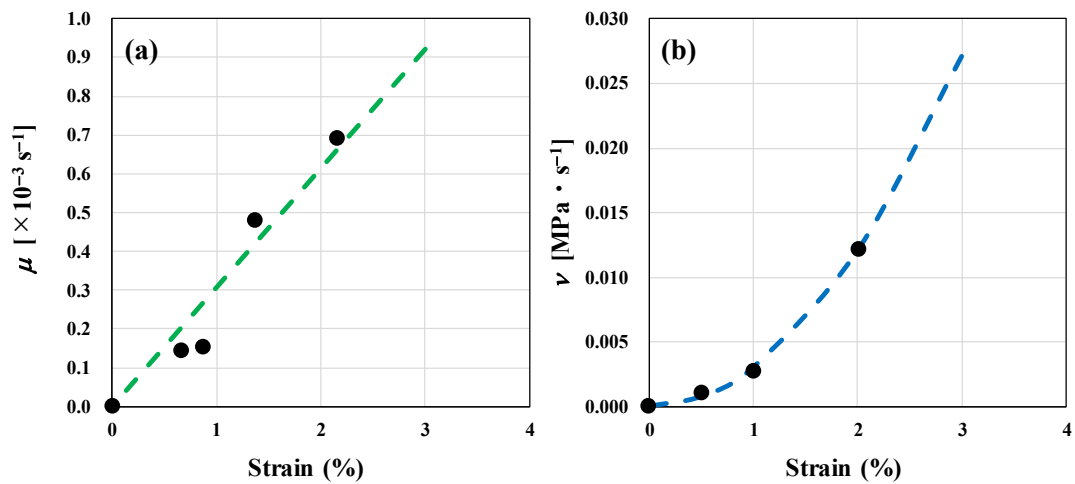 (a)
1.0
0.9
0.8
0.7
0.6
0.5
0.4
0.3
0.2
0.1
0.0
μ [×10⁻³ s⁻¹]
0 1 2 3 4
Strain (%)
(b)
0.030
0.025
0.020
0.015
0.010
0.005
0.000
ν [MPa・s⁻¹]
0 1 2 3 4
Strain (%)